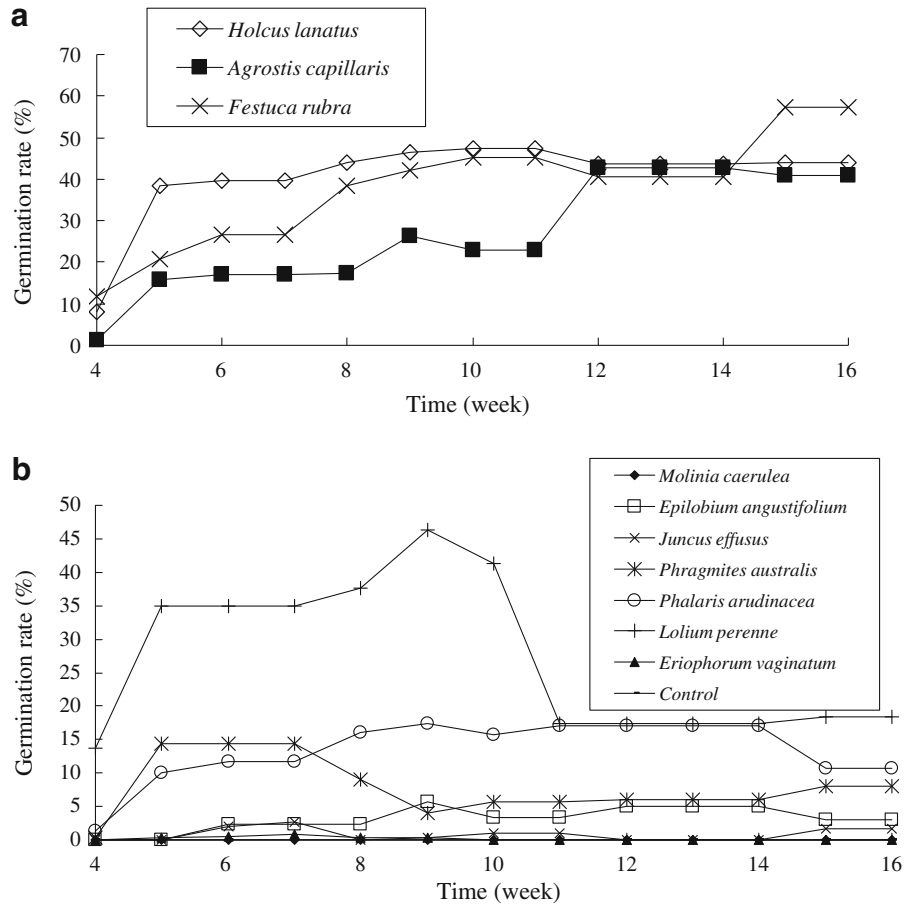 a
Holcus lanatus
Agrostis capillaris
Festuca rubra
70
60
50
40
30
20
10
0
Germination rate (%)
4 6 8 10 12 14 16
Time (week)
b
Molinia caerulea
Epilobium angustifolium
Juncus effusus
Phragmites australis
Phalaris arudinacea
Lolium perenne
Eriophorum vaginatum
Control
50
45
40
35
30
25
20
15
10
5
0
Germination rate (%)
4 6 8 10 12 14 16
Time (week)